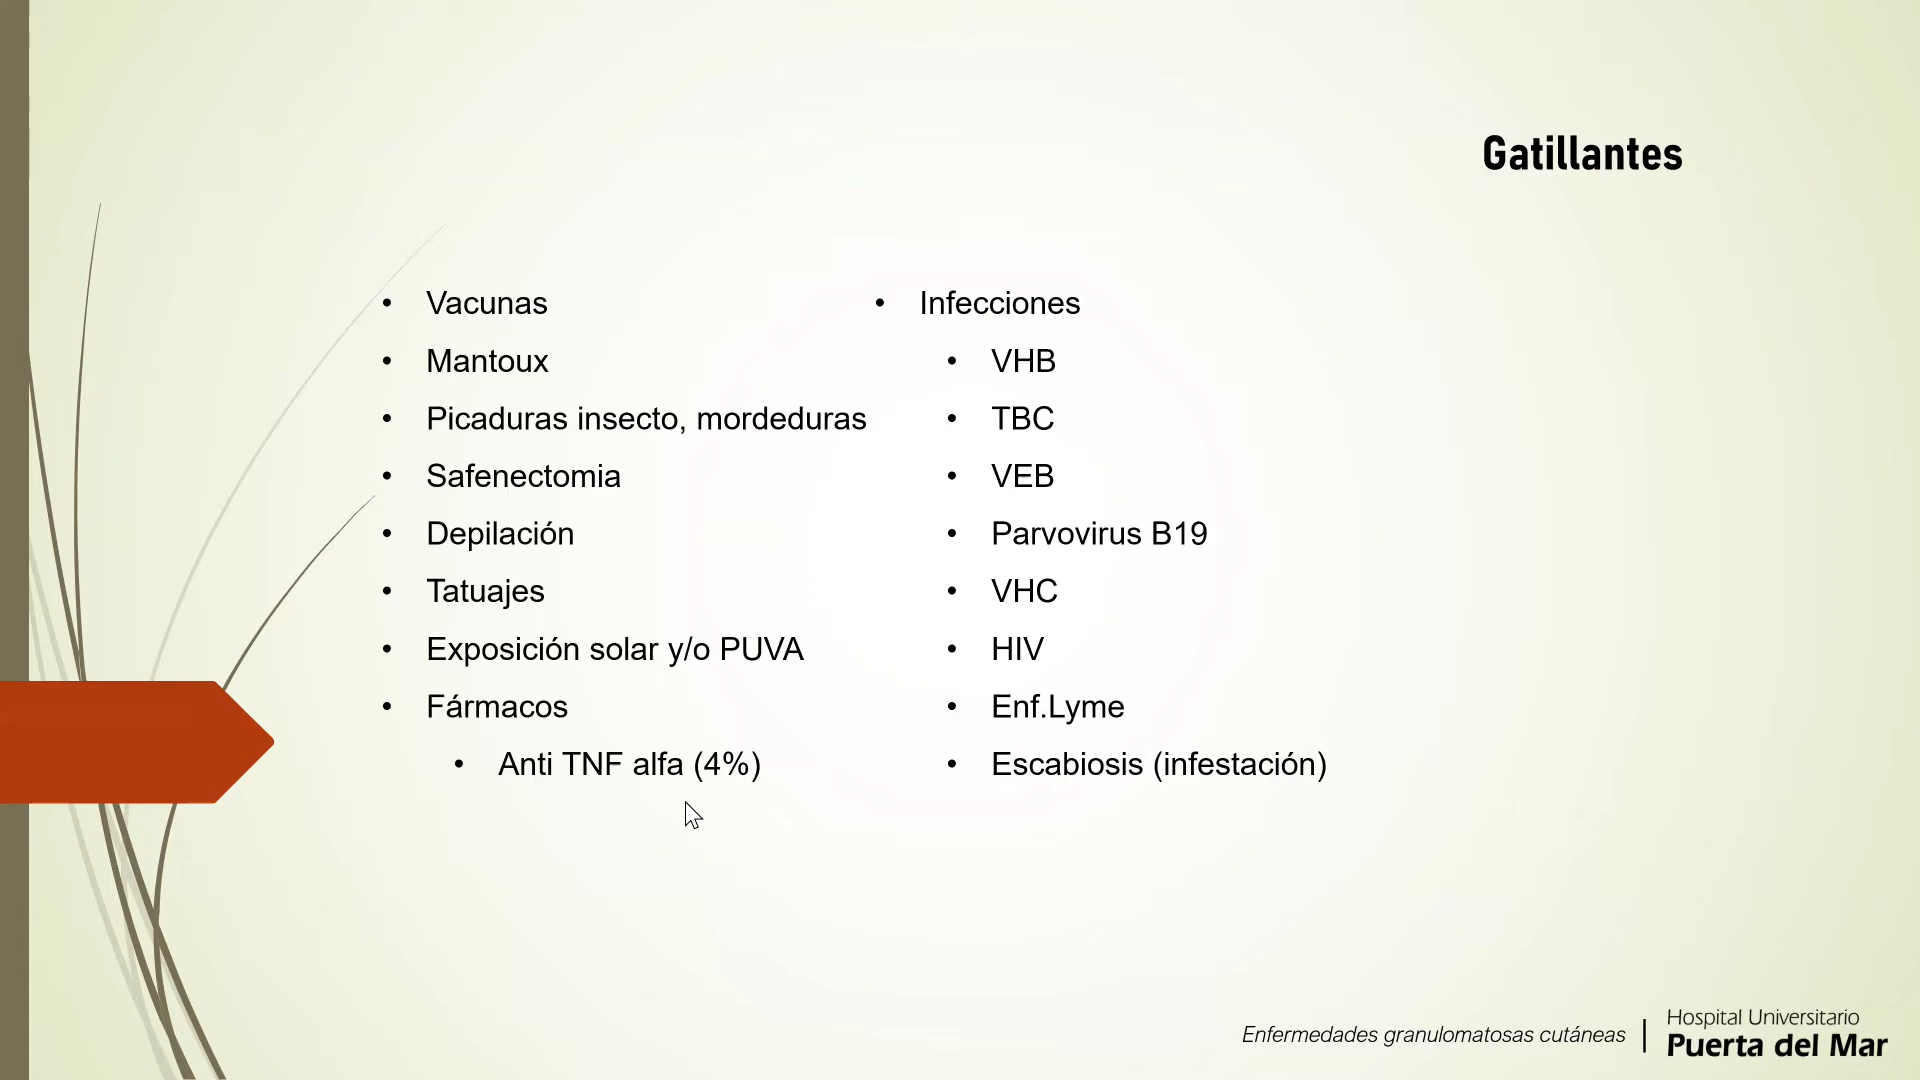 Gatillantes
• Vacunas
• Mantoux
• Picaduras insecto, mordeduras
• Safenectomia
• Depilación
• Tatuajes
• Exposición solar y/o PUVA
• Fármacos
• Anti TNF alfa (4%)
• Infecciones
• VHB
• TBC
• VEB
• Parvovirus B19
• VHC
• HIV
• Enf.Lyme
• Escabiosis (infestación)
Enfermedades granulomatosas cutáneas
Hospital Universitario
Puerta del Mar